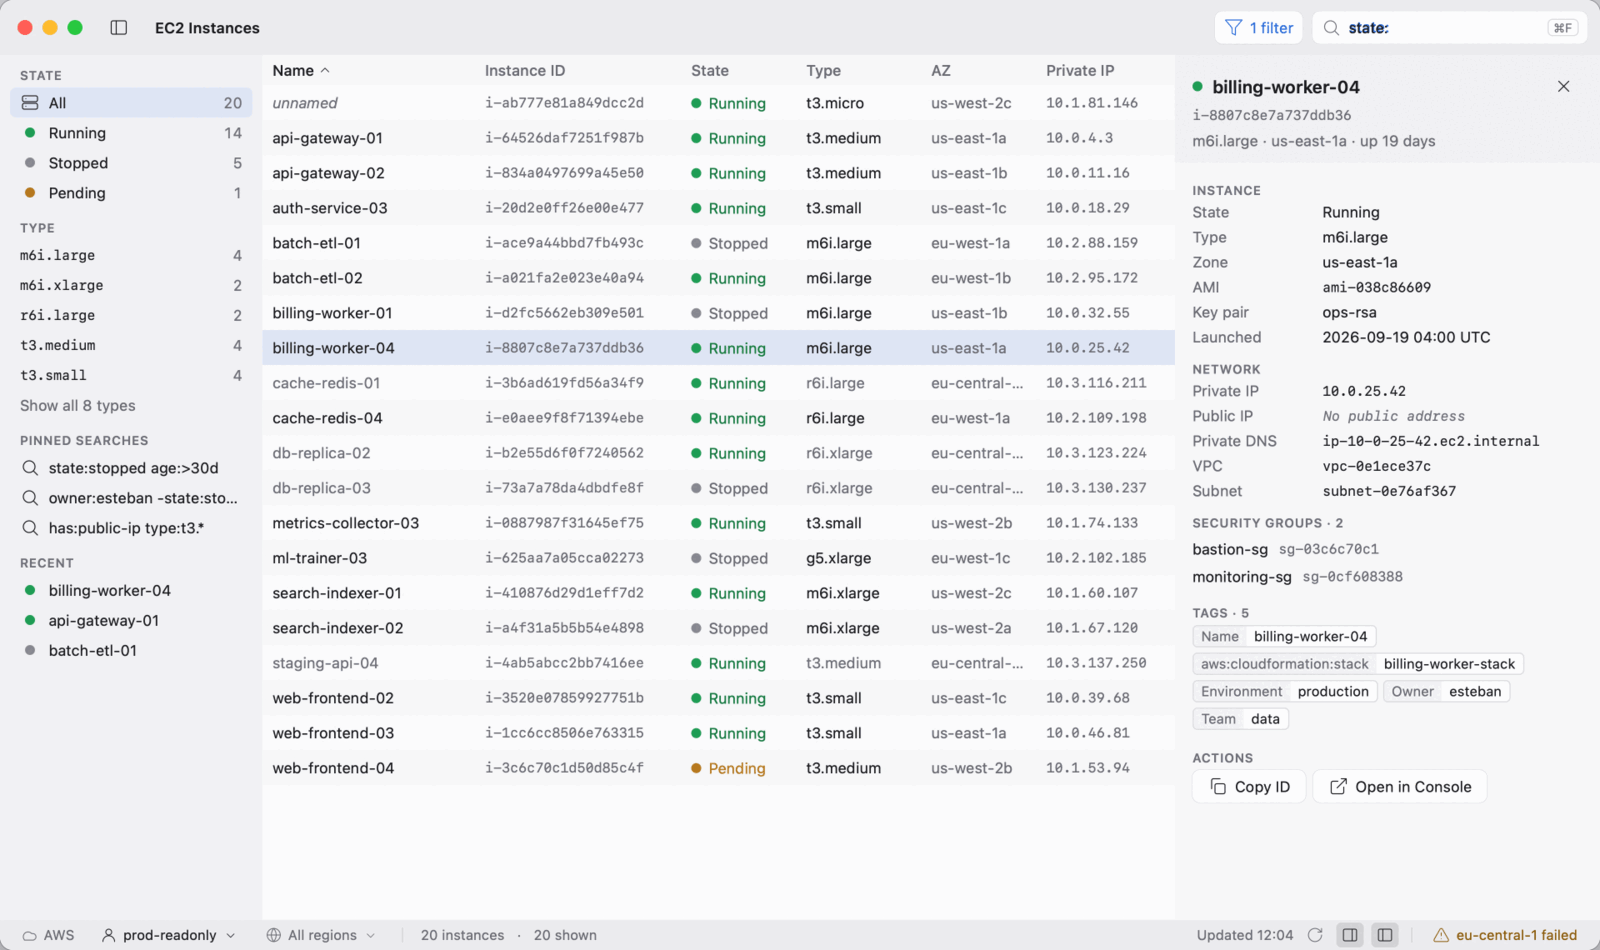 EC2 Instances
1 filter
state:
⌘F
STATE
All 20
Running 14
Stopped 5
Pending 1
TYPE
m6i.large 4
m6i.xlarge 2
r6i.large 2
t3.medium 4
t3.small 4
Show all 8 types
PINNED SEARCHES
state:stopped age:>30d
owner:esteban -state:sto...
has:public-ip type:t3.*
RECENT
billing-worker-04
api-gateway-01
batch-etl-01
Name Instance ID State Type AZ Private IP
unnamed i-ab777e81a849dcc2d Running t3.micro us-west-2c 10.1.81.146
api-gateway-01 i-64526daf7251f987b Running t3.medium us-east-1a 10.0.4.3
api-gateway-02 i-834a0497699a45e50 Running t3.medium us-east-1b 10.0.11.16
auth-service-03 i-20d2e0ff26e00e477 Running t3.small us-east-1c 10.0.18.29
batch-etl-01 i-ace9a44bbd7fb493c Stopped m6i.large eu-west-1a 10.2.88.159
batch-etl-02 i-a021fa2e023e40a94 Running m6i.large eu-west-1b 10.2.95.172
billing-worker-01 i-d2fc5662eb309e501 Stopped m6i.large us-east-1b 10.0.32.55
billing-worker-04 i-8807c8e7a737ddb36 Running m6i.large us-east-1a 10.0.25.42
cache-redis-01 i-3b6ad619fd56a34f9 Running r6i.large eu-central-... 10.3.116.211
cache-redis-04 i-e0aee9f8f71394ebe Running r6i.large eu-west-1a 10.2.109.198
db-replica-02 i-b2e55d6f0f7240562 Running r6i.xlarge eu-central-... 10.3.123.224
db-replica-03 i-73a7a78da4dbdfe8f Stopped r6i.xlarge eu-central-... 10.3.130.237
metrics-collector-03 i-0887987f31645ef75 Running t3.small us-west-2b 10.1.74.133
ml-trainer-03 i-625aa7a05cca02273 Stopped g5.xlarge eu-west-1c 10.2.102.185
search-indexer-01 i-410876d29d1eff7d2 Running m6i.xlarge us-west-2c 10.1.60.107
search-indexer-02 i-a4f31a5b5b54e4898 Stopped m6i.xlarge us-west-2a 10.1.67.120
staging-api-04 i-4ab5abcc2bb7416ee Running t3.medium eu-central-... 10.3.137.250
web-frontend-02 i-3520e07859927751b Running t3.small us-east-1c 10.0.39.68
web-frontend-03 i-1cc6cc8506e763315 Running t3.small us-east-1a 10.0.46.81
web-frontend-04 i-3c6c70c1d50d85c4f Pending t3.medium us-west-2b 10.1.53.94
billing-worker-04
i-8807c8e7a737ddb36
m6i.large · us-east-1a · up 19 days
INSTANCE
State Running
Type m6i.large
Zone us-east-1a
AMI ami-038c86609
Key pair ops-rsa
Launched 2026-09-19 04:00 UTC
NETWORK
Private IP 10.0.25.42
Public IP No public address
Private DNS ip-10-0-25-42.ec2.internal
VPC vpc-0e1ece37c
Subnet subnet-0e76af367
SECURITY GROUPS · 2
bastion-sg sg-03c6c70c1
monitoring-sg sg-0cf608388
TAGS · 5
Name billing-worker-04
aws:cloudformation:stack billing-worker-stack
Environment production Owner esteban
Team data
ACTIONS
Copy ID Open in Console
AWS prod-readonly All regions 20 instances · 20 shown Updated 12:04 eu-central-1 failed